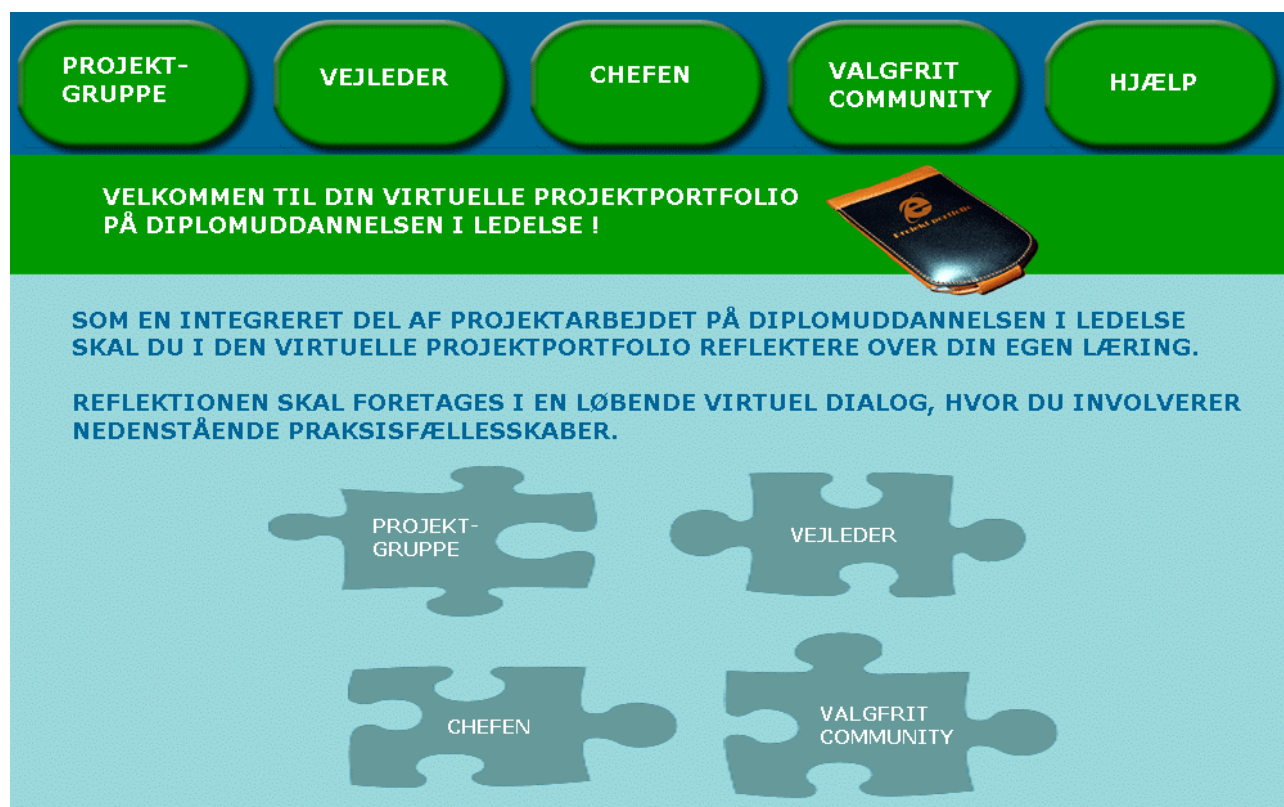 PROJEKT-
GRUPPE
VEJLEDER
CHEFEN
VALGFRIT
COMMUNITY
HJÆLP
VELKOMMEN TIL DIN VIRTUELLE PROJEKTPORTFOLIO
PÅ DIPLOMUDDANNELSEN I LEDELSE !
Projekt portfolio
SOM EN INTEGRERET DEL AF PROJEKTARBEJDET PÅ DIPLOMUDDANNELSEN I LEDELSE
SKAL DU I DEN VIRTUELLE PROJEKTPORTFOLIO REFLEKTERE OVER DIN EGEN LÆRING.
REFLEKTIONEN SKAL FORETAGES I EN LØBENDE VIRTUEL DIALOG, HVOR DU INVOLVERER
NEDENSTÅENDE PRAKSISFÆLLESSKABER.
PROJEKT-
GRUPPE
VEJLEDER
CHEFEN
VALGFRIT
COMMUNITY